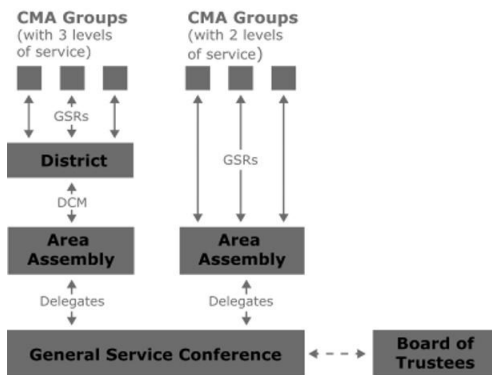 CMA Groups
(with 3 levels
of service)
CMA Groups
(with 2 levels
of service)
GSRs
District
GSRs
DCM
Area
Assembly
Area
Assembly
Delegates
Delegates
General Service Conference
Board of
Trustees